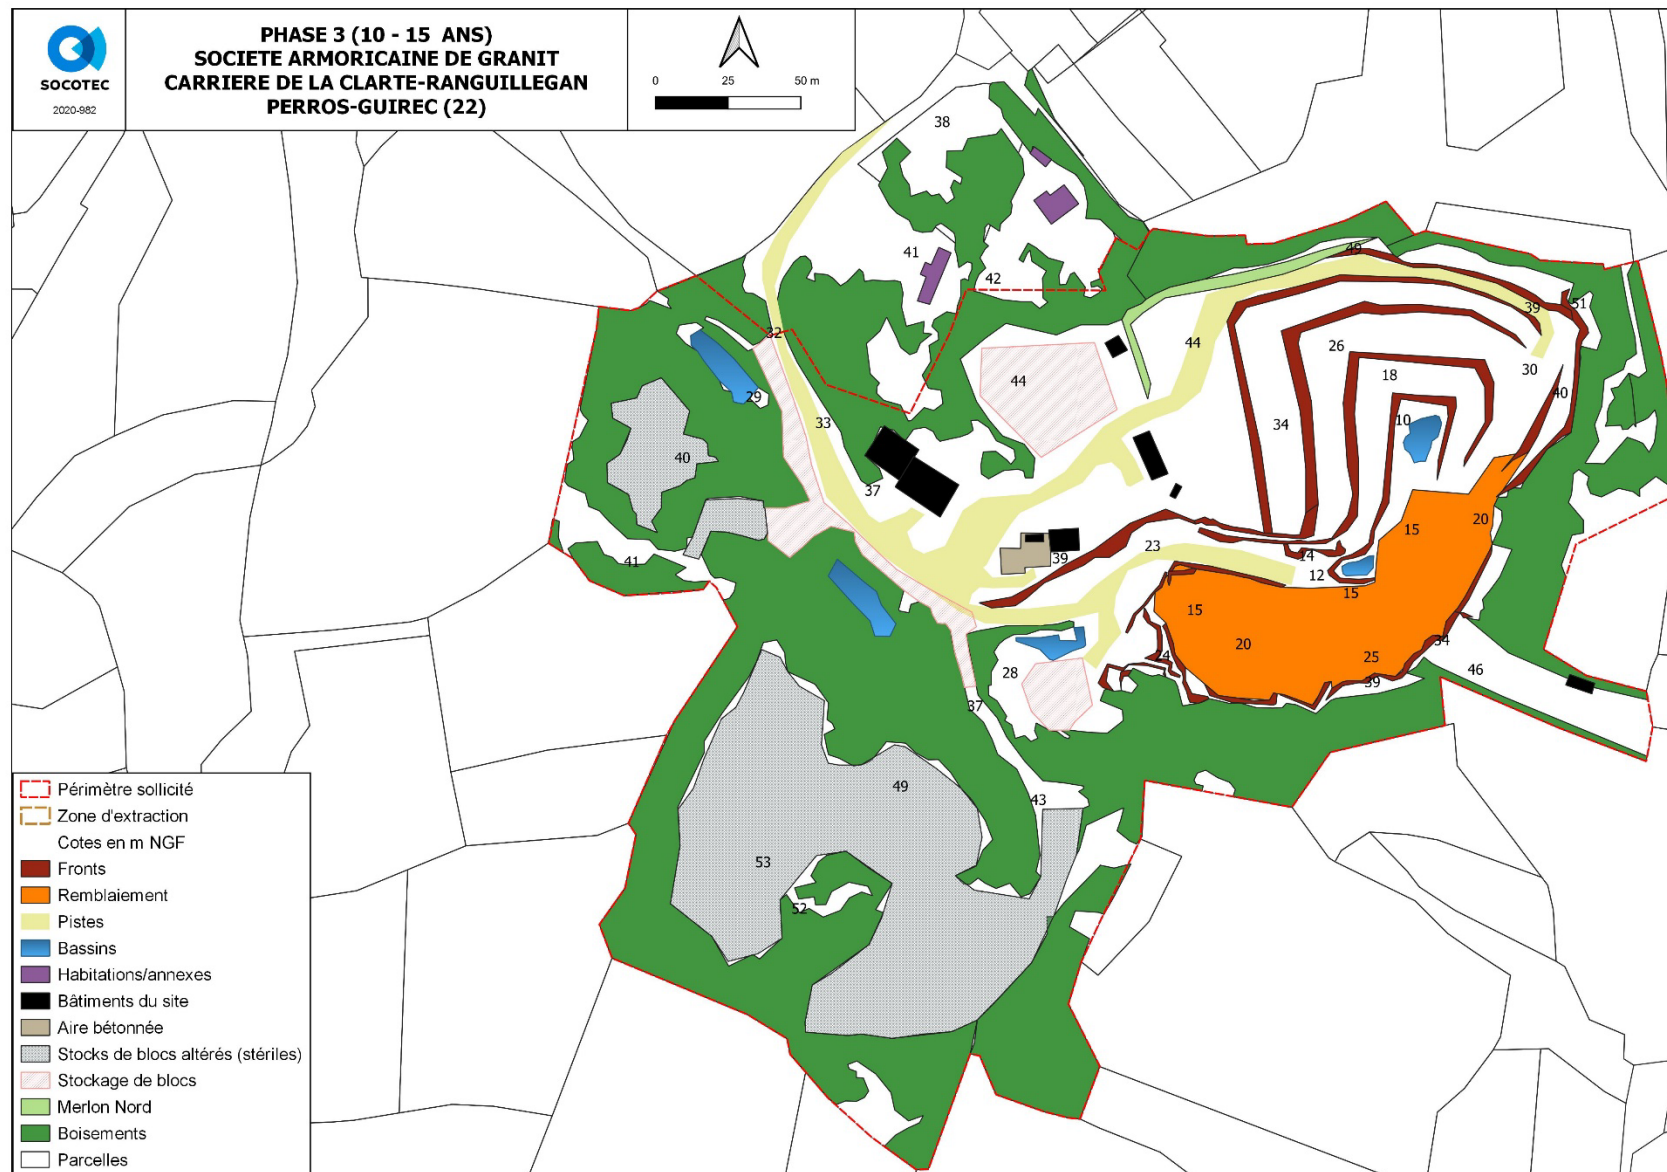 SOCOTEC
2020-982
PHASE 3 (10 - 15 ANS)
SOCIETE ARMORICAINE DE GRANIT
CARRIERE DE LA CLARTE-RANGUILLEGAN
PERROS-GUIREC (22)
0 25 50 m
38
41
42
49
51
39
32
44
26
30
18
40
29
44
33
34
10
40
37
20
15
39
23
14
12
41
15
15
20
34
24
25
46
28
39
37
49
43
53
52
Périmètre sollicité
Zone d'extraction
Cotes en m NGF
Fronts
Remblaiement
Pistes
Bassins
Habitations/annexes
Bâtiments du site
Aire bétonnée
Stocks de blocs altérés (stériles)
Stockage de blocs
Merlon Nord
Boisements
Parcelles